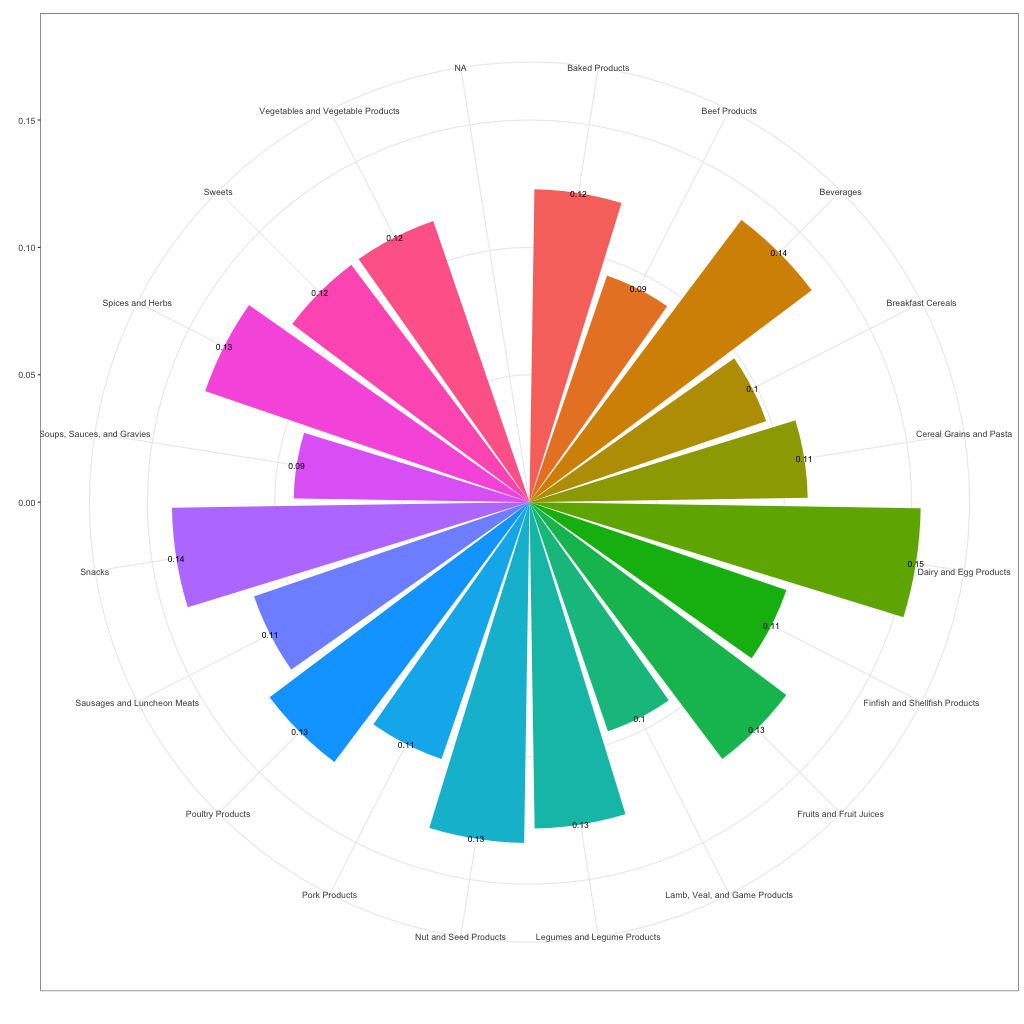 NA
Baked Products
Vegetables and Vegetable Products
Beef Products
0.15
Sweets
0.12
Beverages
0.12
0.10
0.14
0.12
0.09
Spices and Herbs
Breakfast Cereals
0.13
0.05
0.1
Soups, Sauces, and Gravies
Cereal Grains and Pasta
0.09
0.11
0.00
Snacks
0.14
0.15
Dairy and Egg Products
0.11
0.11
Sausages and Luncheon Meats
Finfish and Shellfish Products
0.13
0.11
0.1
0.13
Poultry Products
0.13
0.13
Fruits and Fruit Juices
Pork Products
Lamb, Veal, and Game Products
Nut and Seed Products
Legumes and Legume Products